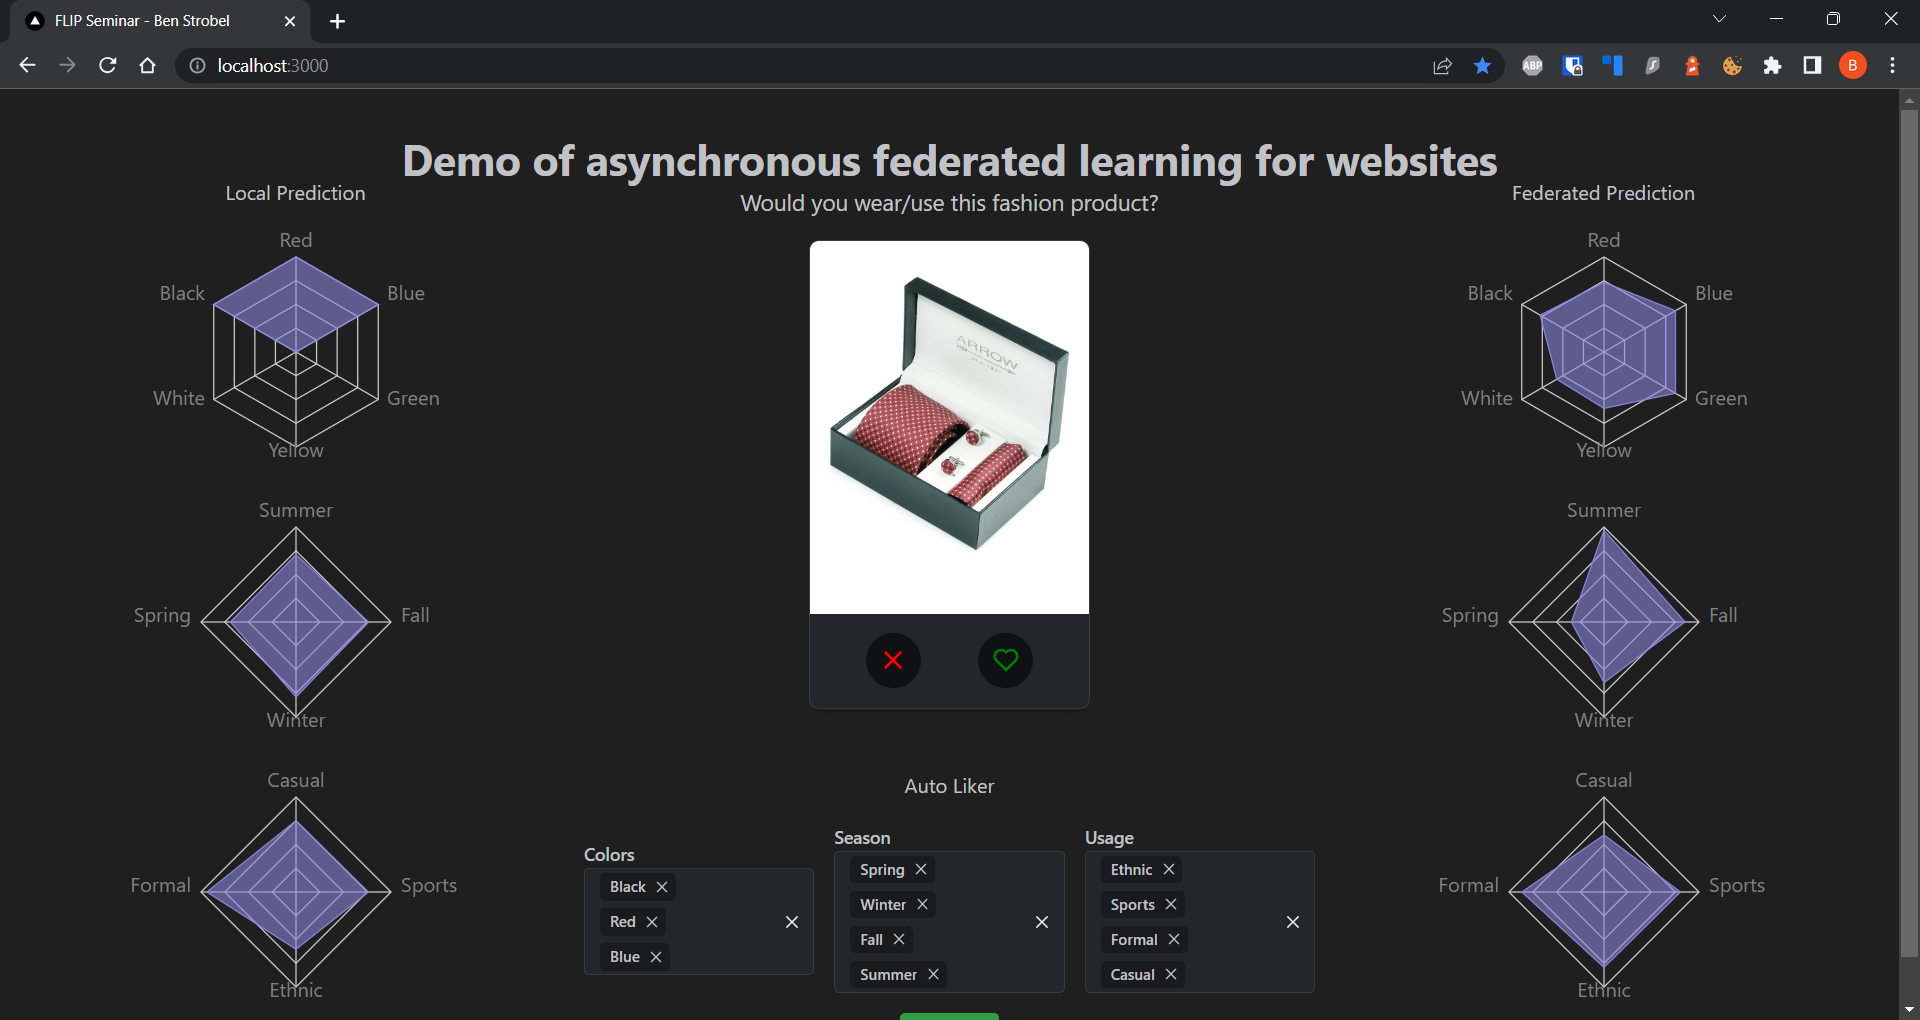 FLIP Seminar - Ben Strobel
localhost:3000
ABP
B
Demo of asynchronous federated learning for websites
Would you wear/use this fashion product?
Local Prediction
Red
Black
Blue
White
Green
Yellow
Summer
Spring
Fall
Winter
Casual
Formal
Sports
Ethnic
ARROW
Auto Liker
Colors
Black
Red
Blue
Season
Spring
Winter
Fall
Summer
Usage
Ethnic
Sports
Formal
Casual
Federated Prediction
Red
Black
Blue
White
Green
Yellow
Summer
Spring
Fall
Winter
Casual
Formal
Sports
Ethnic